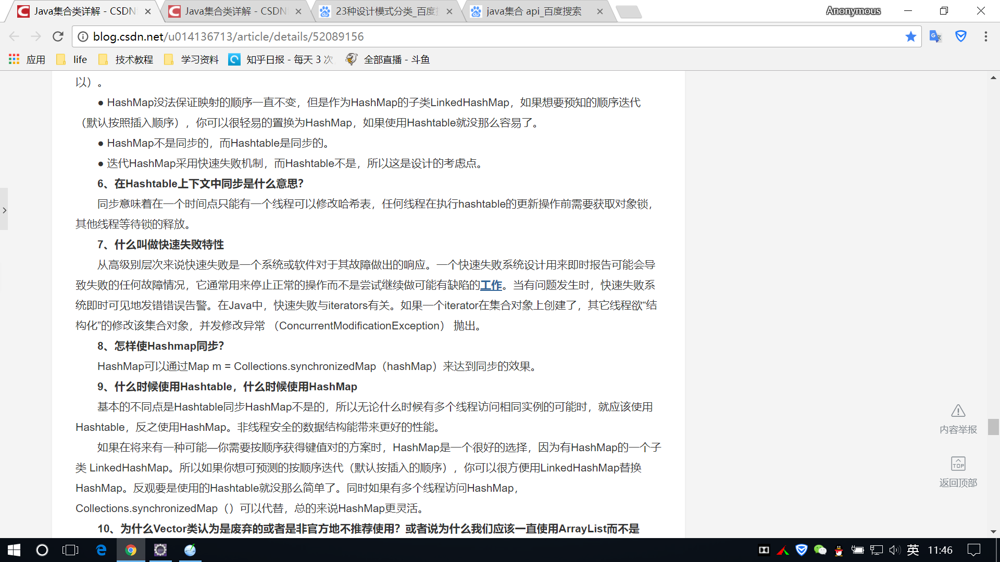 Java集合类详解 - CSDN
Java集合类详解 - CSDN
23种设计模式分类_百度
java集合 api_百度搜索
Anonymous
blog.csdn.net/u014136713/article/details/52089156
应用
life
技术教程
学习资料
知乎日报 - 每天 3 次
全部直播 - 斗鱼
以）。
● HashMap没法保证映射的顺序一直不变，但是作为HashMap的子类LinkedHashMap，如果想要预知的顺序迭代
（默认按照插入顺序），你可以很轻易的置换为HashMap，如果使用Hashtable就没那么容易了。
● HashMap不是同步的，而Hashtable是同步的。
● 迭代HashMap采用快速失败机制，而Hashtable不是，所以这是设计的考虑点。
6、在Hashtable上下文中同步是什么意思？
同步意味着在一个时间点只能有一个线程可以修改哈希表，任何线程在执行hashtable的更新操作前需要获取对象锁，
其他线程等待锁的释放。
7、什么叫做快速失败特性
从高级别层次来说快速失败是一个系统或软件对于其故障做出的响应。一个快速失败系统设计用来即时报告可能会导
致失败的任何故障情况，它通常用来停止正常的操作而不是尝试继续做可能有缺陷的工作。当有问题发生时，快速失败系
统即时可见地发错错误告警。在Java中，快速失败与iterators有关。如果一个iterator在集合对象上创建了，其它线程欲“结
构化”的修改该集合对象，并发修改异常 （ConcurrentModificationException） 抛出。
8、怎样使Hashmap同步？
HashMap可以通过Map m = Collections.synchronizedMap（hashMap）来达到同步的效果。
9、什么时候使用Hashtable，什么时候使用HashMap
基本的不同点是Hashtable同步HashMap不是的，所以无论什么时候有多个线程访问相同实例的可能时，就应该使用
Hashtable，反之使用HashMap。非线程安全的数据结构能带来更好的性能。
如果在将来有一种可能—你需要按顺序获得键值对的方案时，HashMap是一个很好的选择，因为有HashMap的一个子
类 LinkedHashMap。所以如果你想可预测的按顺序迭代（默认按插入的顺序），你可以很方便用LinkedHashMap替换
HashMap。反观要是使用的Hashtable就没那么简单了。同时如果有多个线程访问HashMap，
Collections.synchronizedMap（）可以代替，总的来说HashMap更灵活。
10、为什么Vector类认为是废弃的或者是非官方地不推荐使用？或者说为什么我们应该一直使用ArrayList而不是
内容举报
TOP
返回顶部
英
11:46